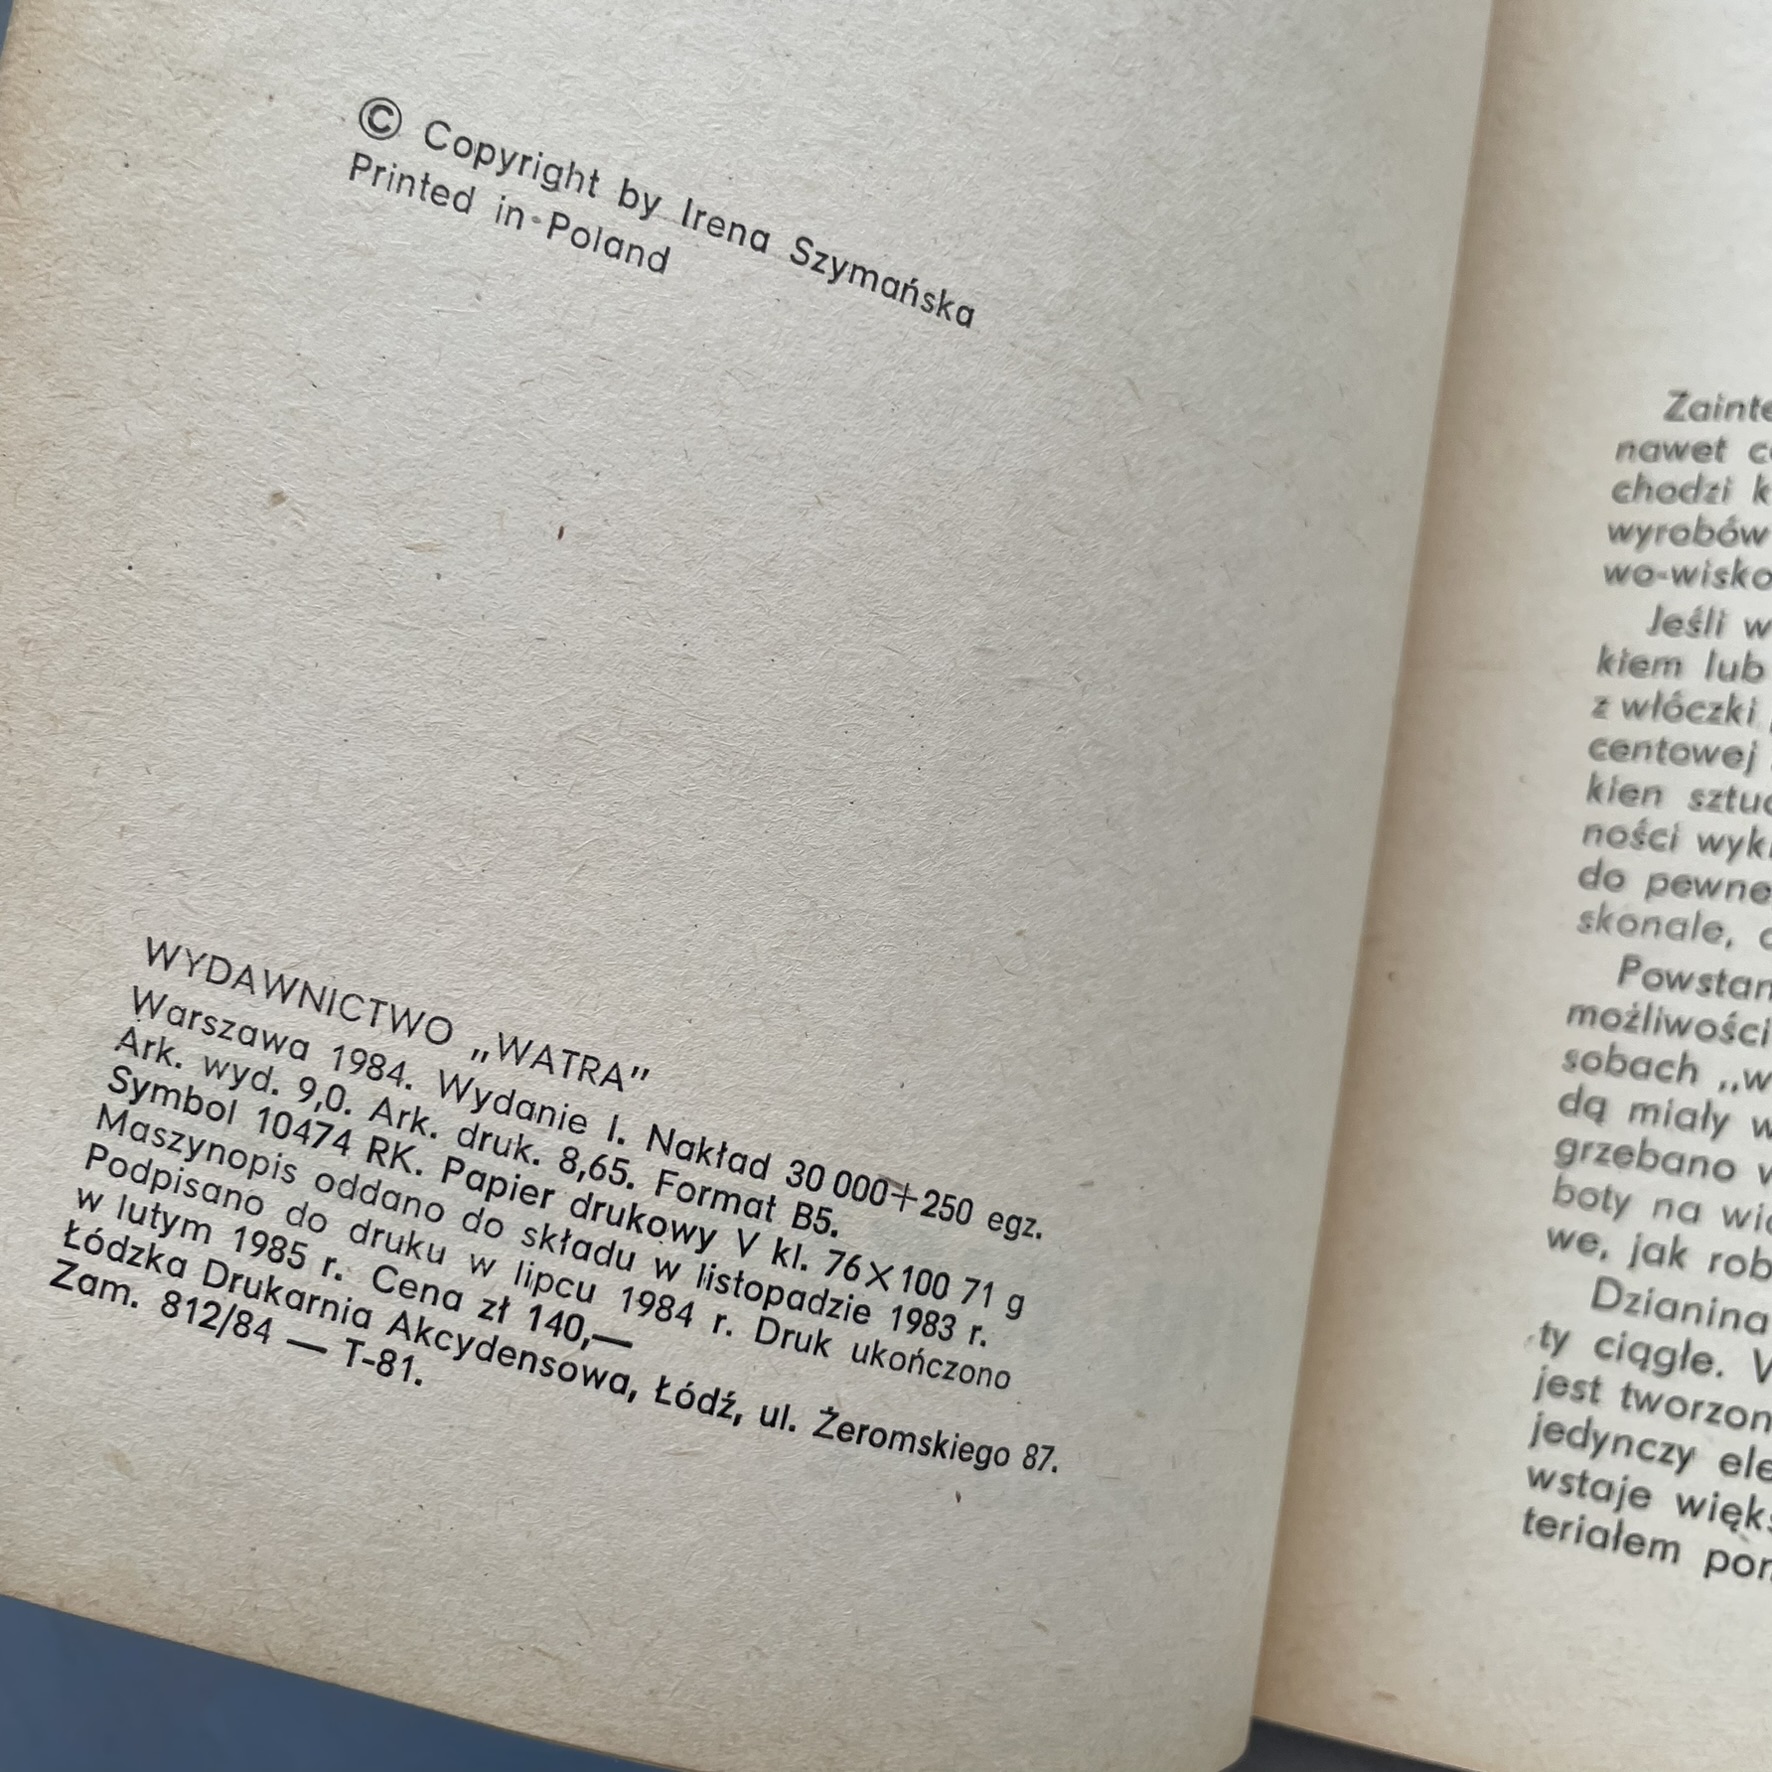 © Copyright by Irena Szymańska
Printed in Poland
WYDAWNICTWO „WATRA”
Warszawa 1984. Wydanie I. Nakład 30 000+250 egz.
Ark. wyd. 9,0. Ark. druk. 8,65. Format B5.
Symbol 10474 RK. Papier drukowy V kl. 76×100 71 g
Maszynopis oddano do składu w listopadzie 1983 r.
Podpisano do druku w lipcu 1984 r. Druk ukończono
w lutym 1985 r. Cena zł 140,—
Łódzka Drukarnia Akcydensowa, Łódź, ul. Żeromskiego 87.
Zam. 812/84 — T-81.
nawet
chodzi
wyrobów
Jeśli
kiem lub
z włóczki
centowej
kien
ności
do
skonale,
możliwości
sobach „w
dą miały
grzebano
boty na
we, jak
Dzianina
ty ciągłe.
jest
jedynczy
wstaje
teriałem